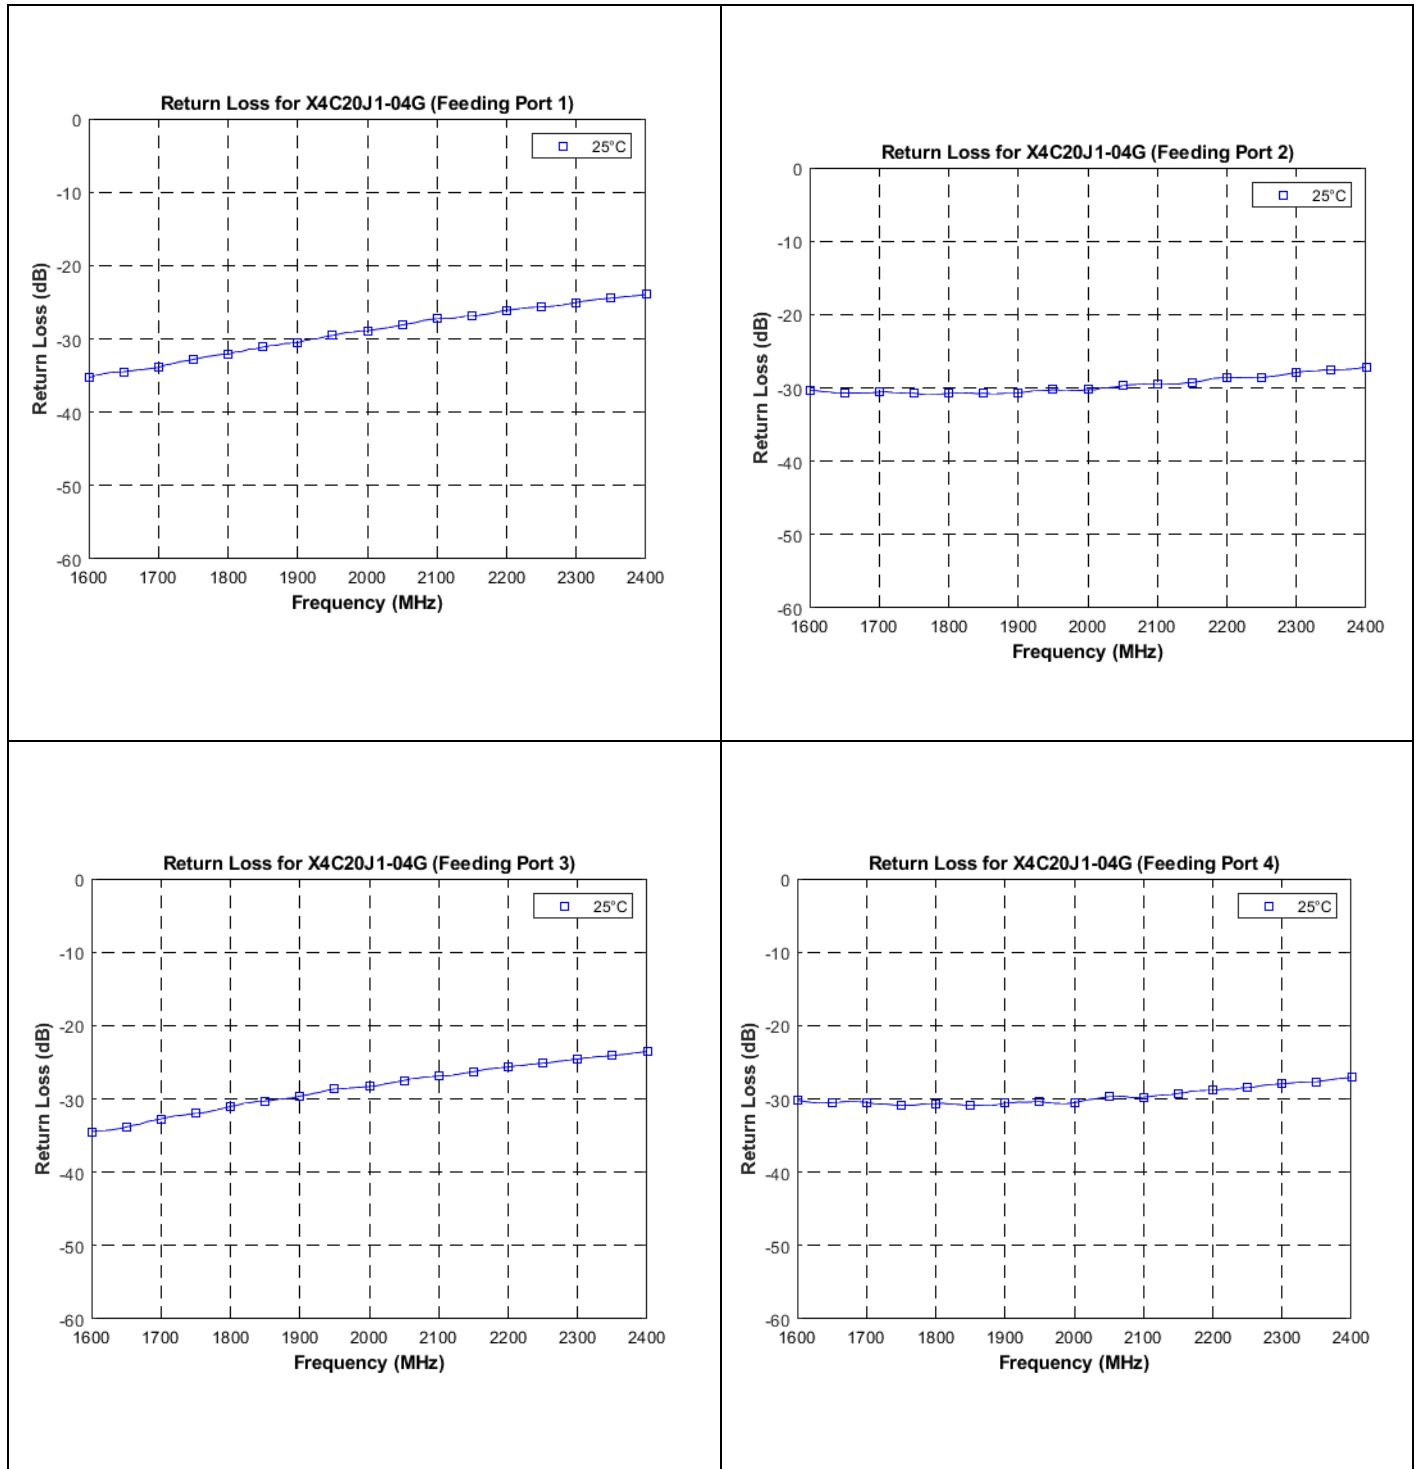 Return Loss for X4C20J1-04G (Feeding Port 1)
0
-10
-20
-30
-40
-50
-60
25°C
Return Loss (dB)
1600 1700 1800 1900 2000 2100 2200 2300 2400
Frequency (MHz)
Return Loss for X4C20J1-04G (Feeding Port 2)
0
-10
-20
-30
-40
-50
-60
25°C
Return Loss (dB)
1600 1700 1800 1900 2000 2100 2200 2300 2400
Frequency (MHz)
Return Loss for X4C20J1-04G (Feeding Port 3)
0
-10
-20
-30
-40
-50
-60
25°C
Return Loss (dB)
1600 1700 1800 1900 2000 2100 2200 2300 2400
Frequency (MHz)
Return Loss for X4C20J1-04G (Feeding Port 4)
0
-10
-20
-30
-40
-50
-60
25°C
Return Loss (dB)
1600 1700 1800 1900 2000 2100 2200 2300 2400
Frequency (MHz)